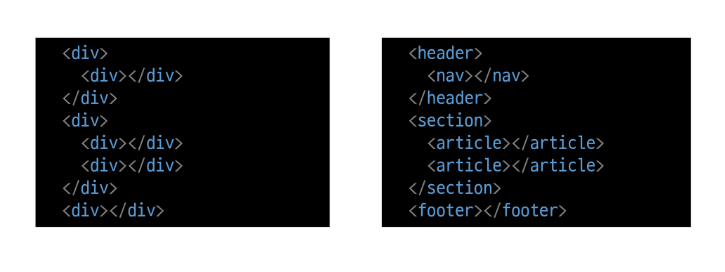 <div>
  <div></div>
</div>
<div>
  <div></div>
  <div></div>
</div>
<div></div>
<header>
  <nav></nav>
</header>
<section>
  <article></article>
  <article></article>
</section>
<footer></footer>